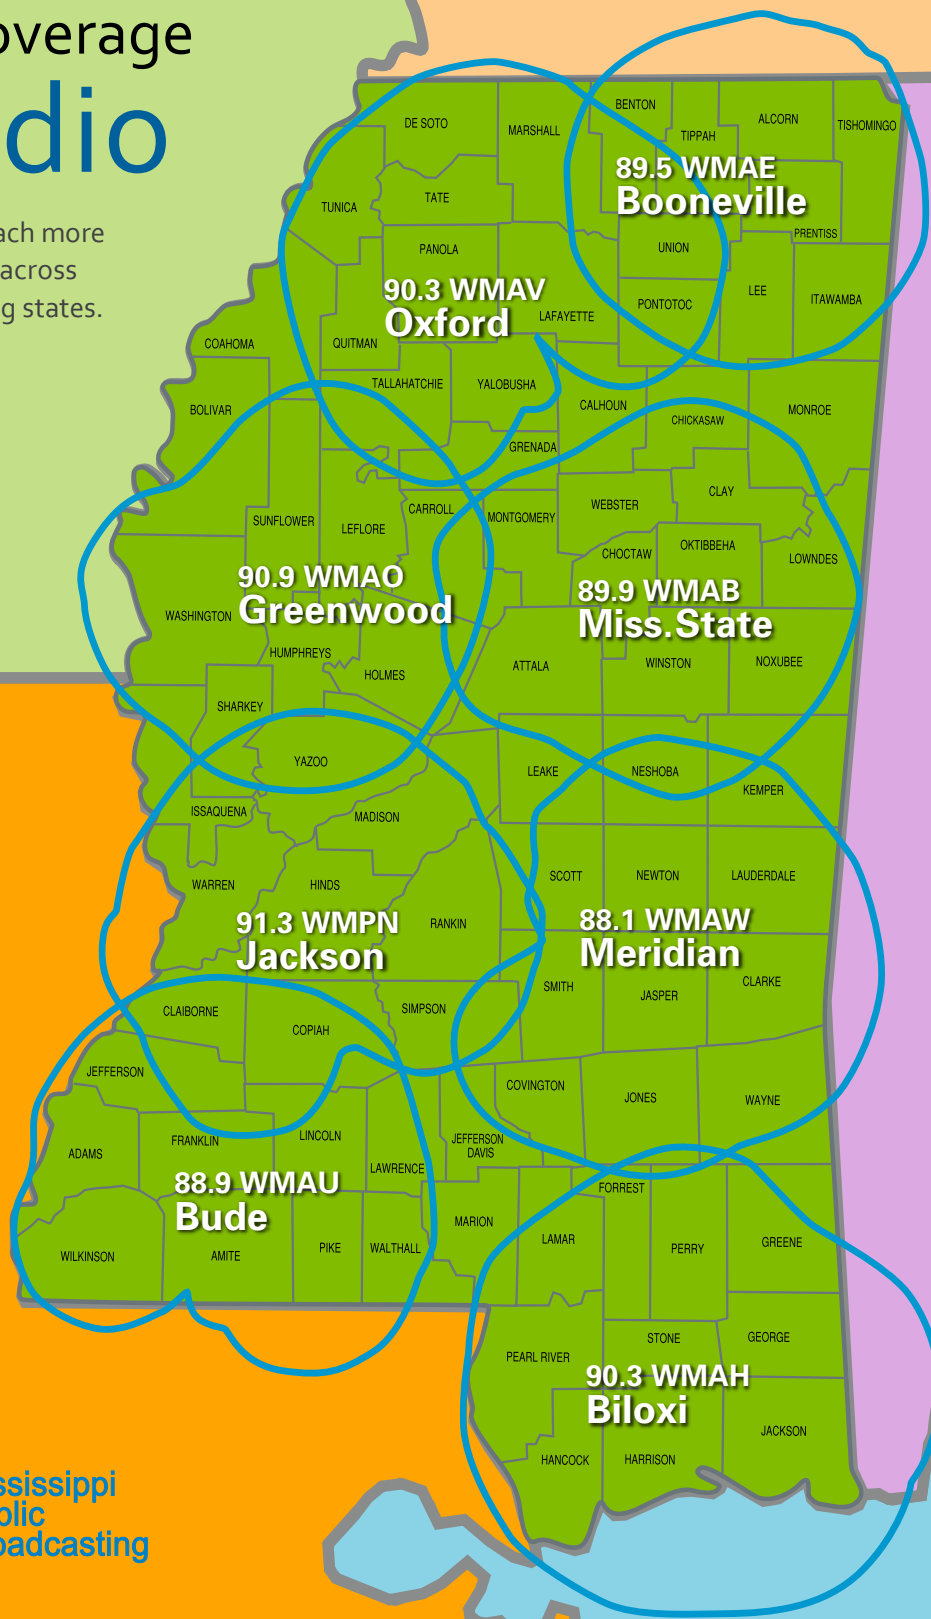 overage
dio
ach more
across
g states.
BENTON
DE SOTO
MARSHALL
TIPPAH
ALCORN
TISHOMINGO
89.5 WMAE
Booneville
TUNICA
TATE
PRENTISS
PANOLA
UNION
90.3 WMAV
Oxford
LAFAYETTE
PONTOTOC
LEE
ITAWAMBA
COAHOMA
QUITMAN
TALLAHATCHIE
YALOBUSHA
BOLIVAR
CALHOUN
CHICKASAW
MONROE
GRENADA
SUNFLOWER
LEFLORE
CARROLL
MONTGOMERY
WEBSTER
CLAY
CHOCTAW
OKTIBBEHA
LOWNDES
90.9 WMAO
Greenwood
89.9 WMAB
Miss.State
WASHINGTON
HUMPHREYS
HOLMES
ATTALA
WINSTON
NOXUBEE
SHARKEY
YAZOO
LEAKE
NESHOBA
KEMPER
ISSAQUENA
MADISON
WARREN
HINDS
SCOTT
NEWTON
LAUDERDALE
91.3 WMPN
Jackson
RANKIN
88.1 WMAW
Meridian
CLAIBORNE
COPIAH
SIMPSON
SMITH
JASPER
CLARKE
JEFFERSON
COVINGTON
JONES
WAYNE
ADAMS
FRANKLIN
LINCOLN
LAWRENCE
JEFFERSON
DAVIS
88.9 WMAU
Bude
FORREST
WILKINSON
AMITE
PIKE
WALTHALL
MARION
LAMAR
PERRY
GREENE
PEARL RIVER
STONE
GEORGE
90.3 WMAH
Biloxi
HANCOCK
HARRISON
JACKSON
ssissippi
blic
oadcasting